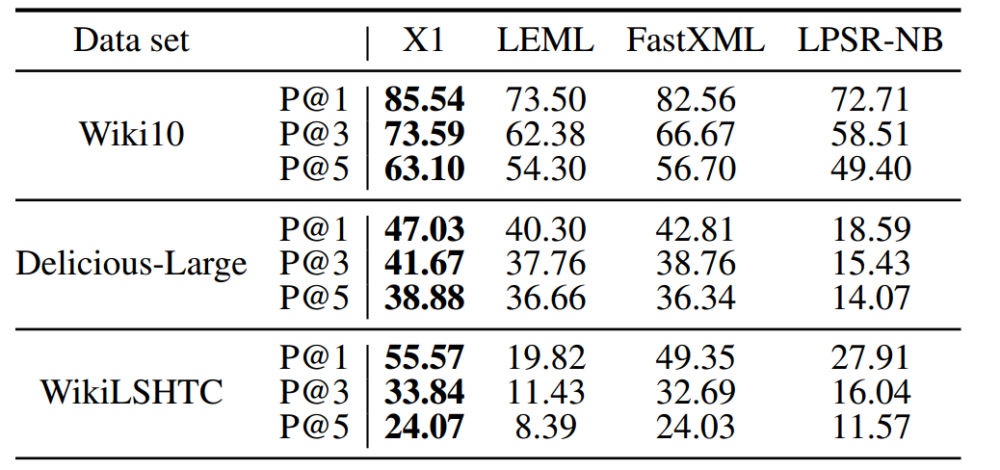 Data set X1 LEML FastXML LPSR-NB
P@1 85.54 73.50 82.56 72.71
Wiki10 P@3 73.59 62.38 66.67 58.51
P@5 63.10 54.30 56.70 49.40
P@1 47.03 40.30 42.81 18.59
Delicious-Large P@3 41.67 37.76 38.76 15.43
P@5 38.88 36.66 36.34 14.07
P@1 55.57 19.82 49.35 27.91
WikiLSHTC P@3 33.84 11.43 32.69 16.04
P@5 24.07 8.39 24.03 11.57